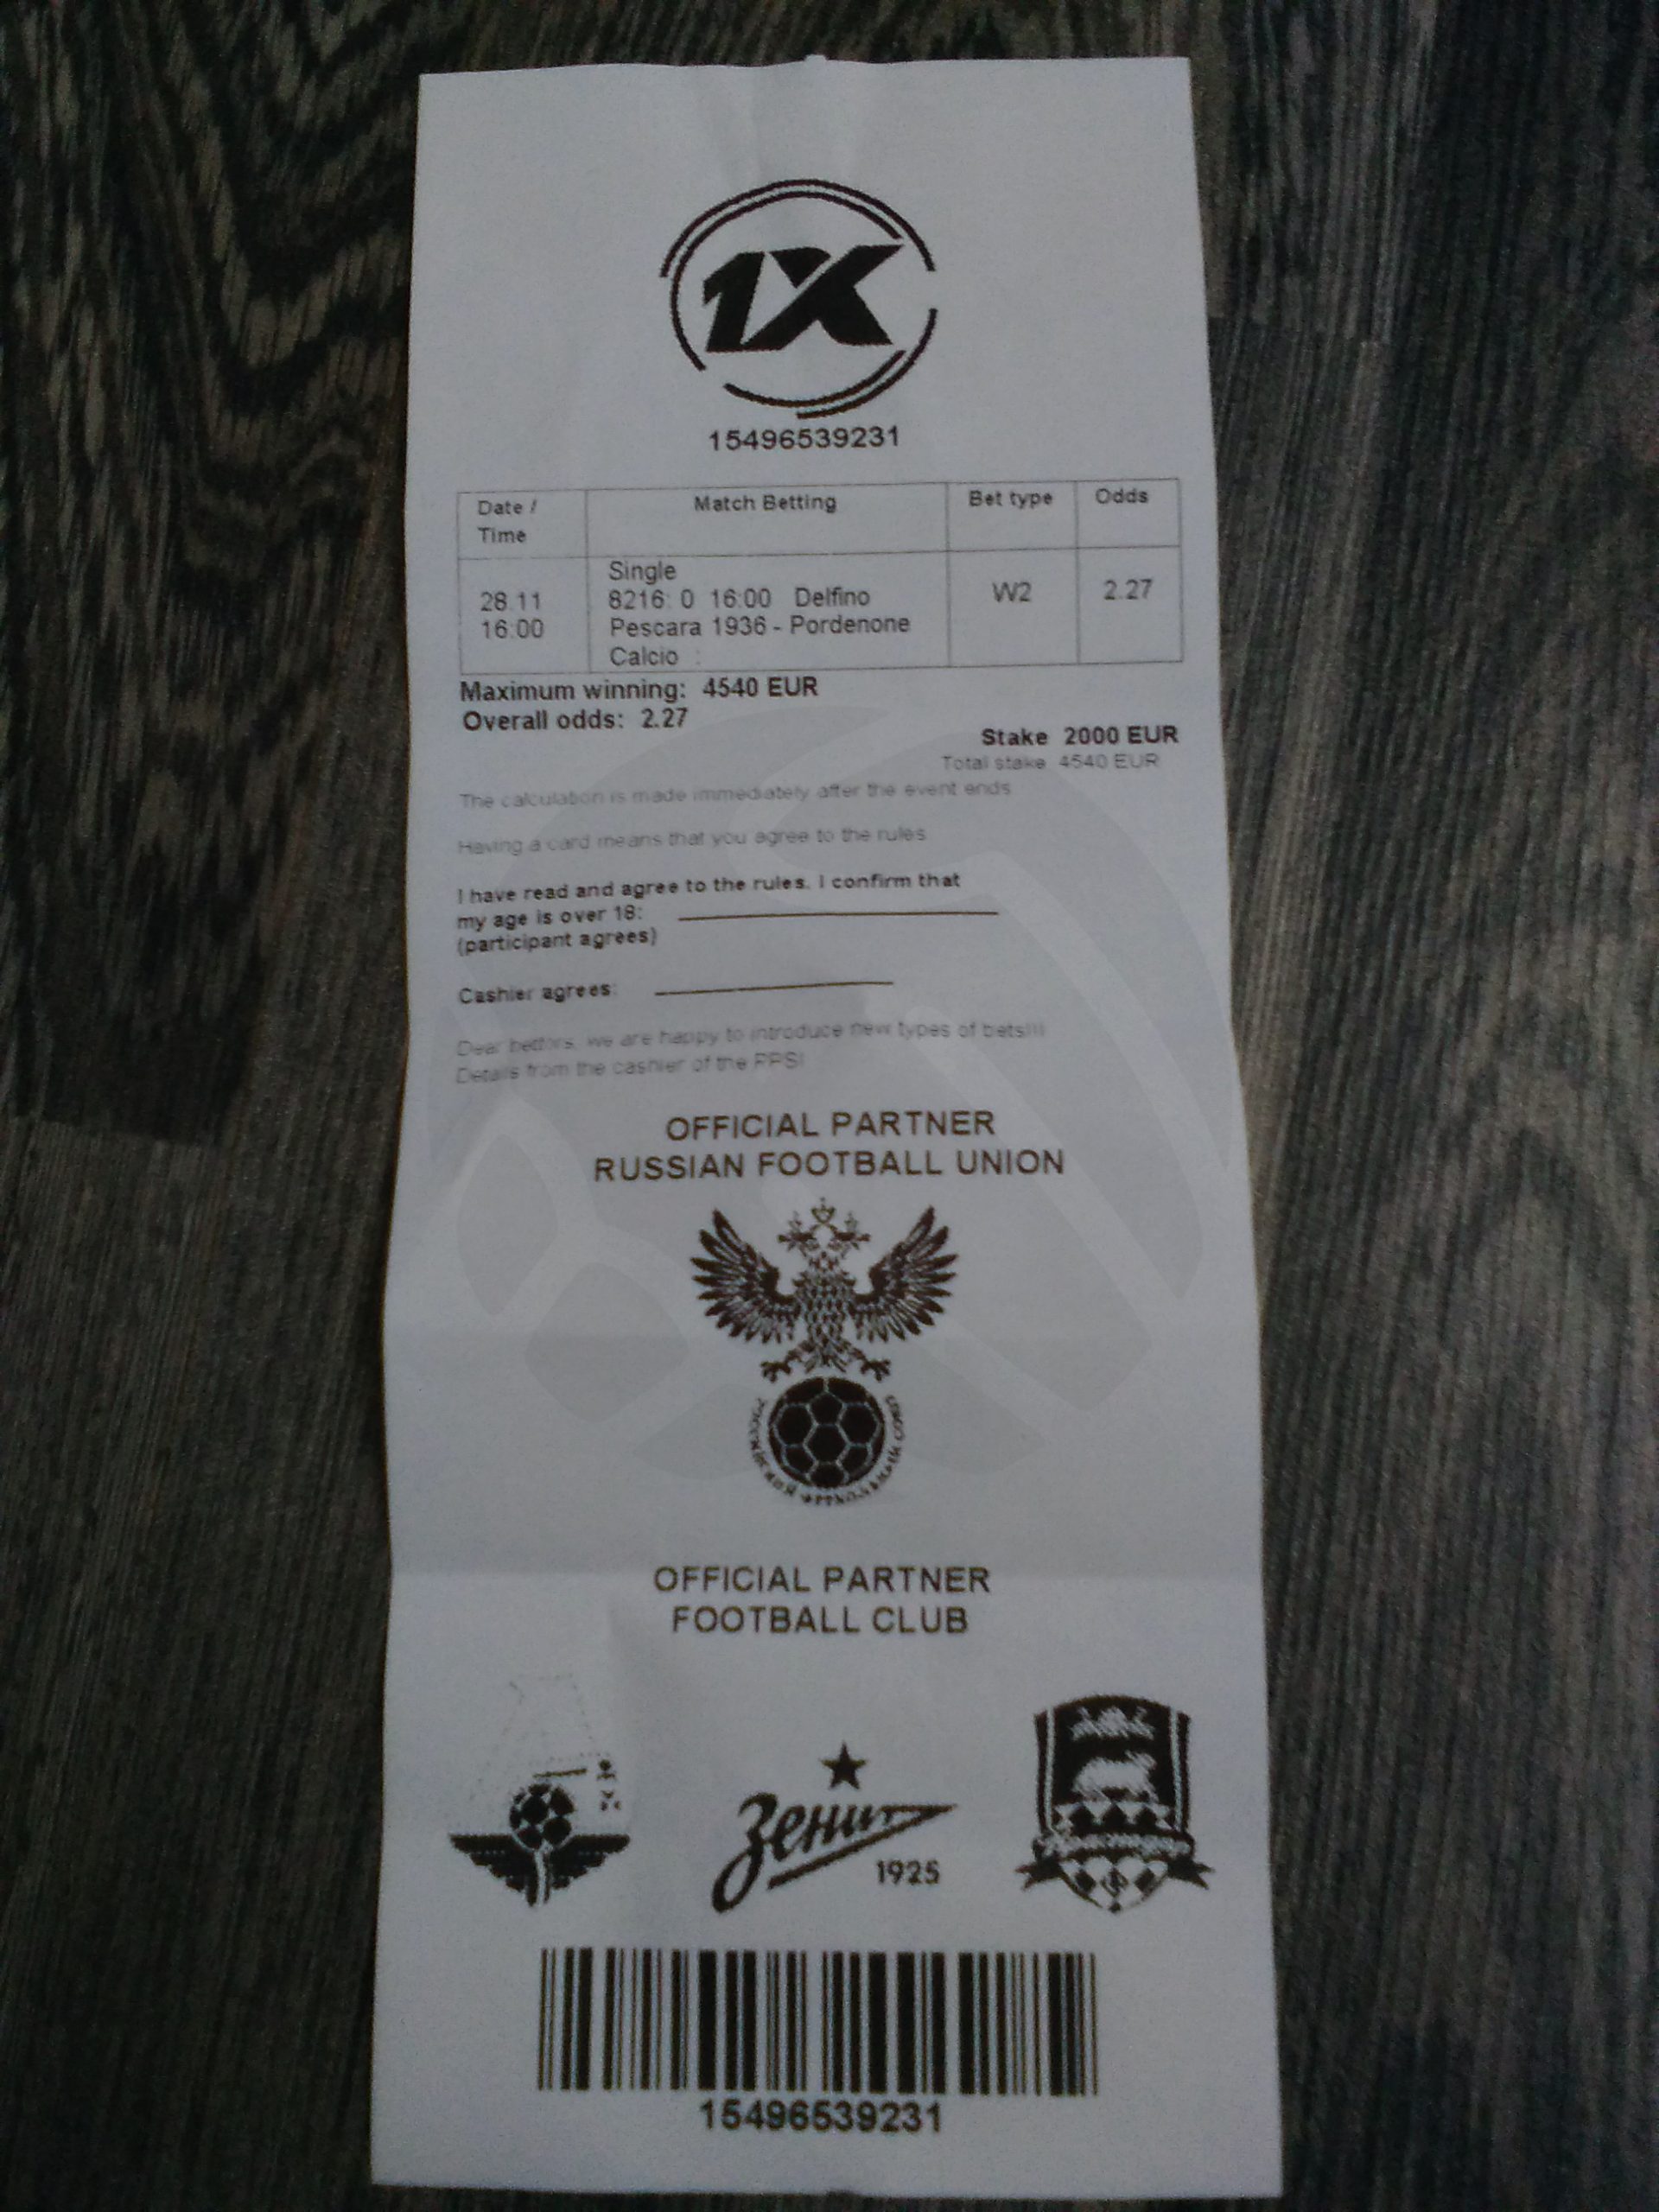 1X
15496539231
Date / Time Match Betting Bet type Odds
28.11 16:00 Single 8216: 0 16:00 Delfino Pescara 1936 - Pordenone Calcio : W2 2.27
Maximum winning: 4540 EUR
Overall odds: 2.27
Stake 2000 EUR
Total stake 4540 EUR
The calculation is made immediately after the event ends
Having a card means that you agree to the rules
I have read and agree to the rules. I confirm that
my age is over 18:
(participant agrees)
Cashier agrees:
Dear bettors, we are happy to introduce new types of bets!!!
Details from the cashier of the PPS!
OFFICIAL PARTNER
RUSSIAN FOOTBALL UNION
OFFICIAL PARTNER
FOOTBALL CLUB
Зенит
1925
15496539231